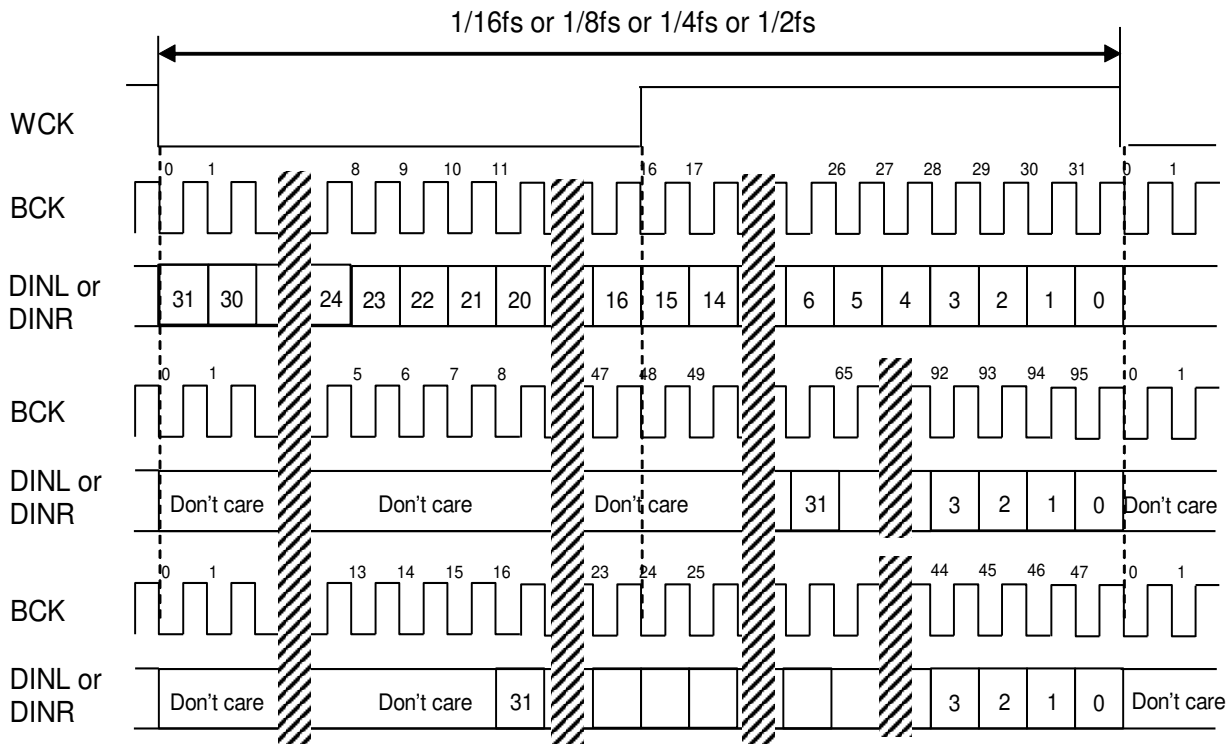 1/16fs or 1/8fs or 1/4fs or 1/2fs
WCK
0 1 8 9 10 11 16 17 26 27 28 29 30 31 0 1
BCK
DINL or
DINR
31 30 24 23 22 21 20 16 15 14 6 5 4 3 2 1 0
0 1 5 6 7 8 47 48 49 65 92 93 94 95 0 1
BCK
DINL or
DINR
Don't care Don't care Don't care 31 3 2 1 0 Don't care
0 1 13 14 15 16 23 24 25 44 45 46 47 0 1
BCK
DINL or
DINR
Don't care Don't care 31 3 2 1 0 Don't care